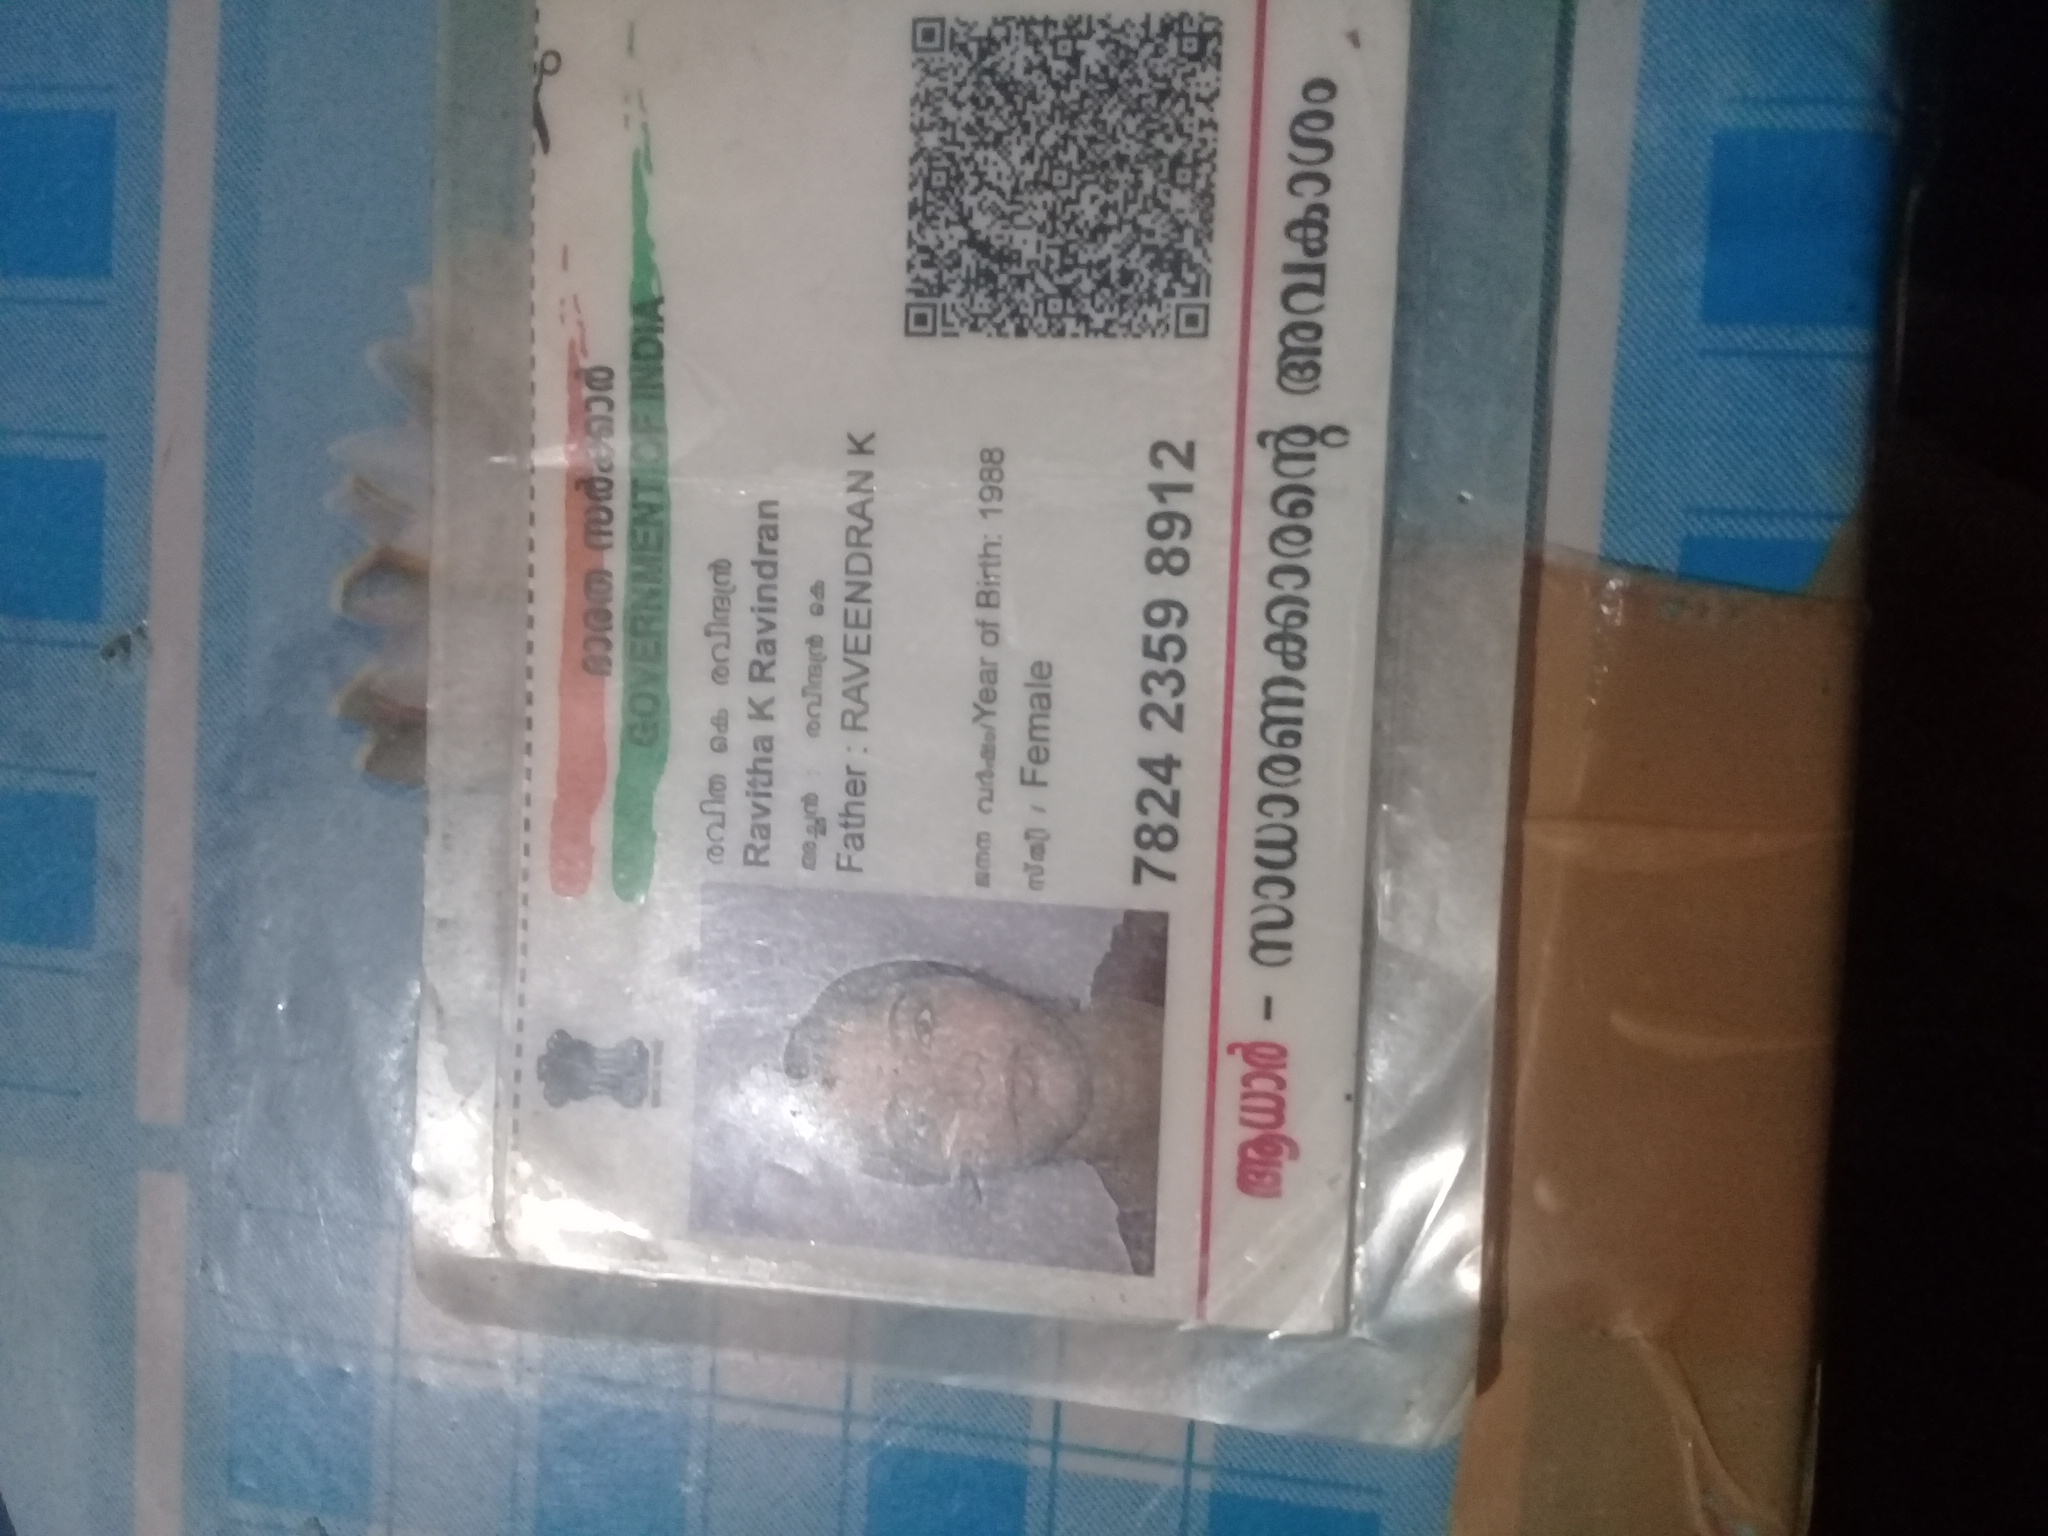 ഭാരത സർക്കാർ
GOVERNMENT OF INDIA
രവിത കെ രവീന്ദ്രൻ
Ravitha K Ravindran
അച്ഛൻ : രവീന്ദ്രൻ കെ
Father : RAVEENDRAN K
ജനന വർഷം/Year of Birth: 1988
സ്ത്രീ / Female
7824 2359 8912
ആധാർ - സാധാരണക്കാരന്റെ അവകാശം